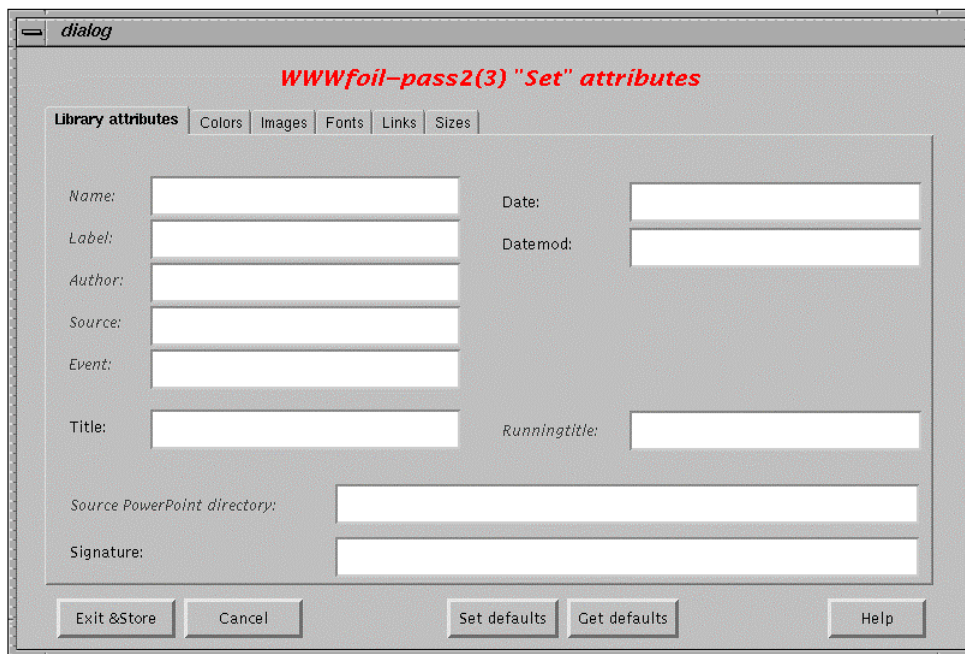 dialog
WWWfoil-pass2(3) "Set" attributes
Library attributes Colors Images Fonts Links Sizes
Name:
Date:
Label:
Datemod:
Author:
Source:
Event:
Title:
Runningtitle:
Source PowerPoint directory:
Signature:
Exit &Store Cancel Set defaults Get defaults Help